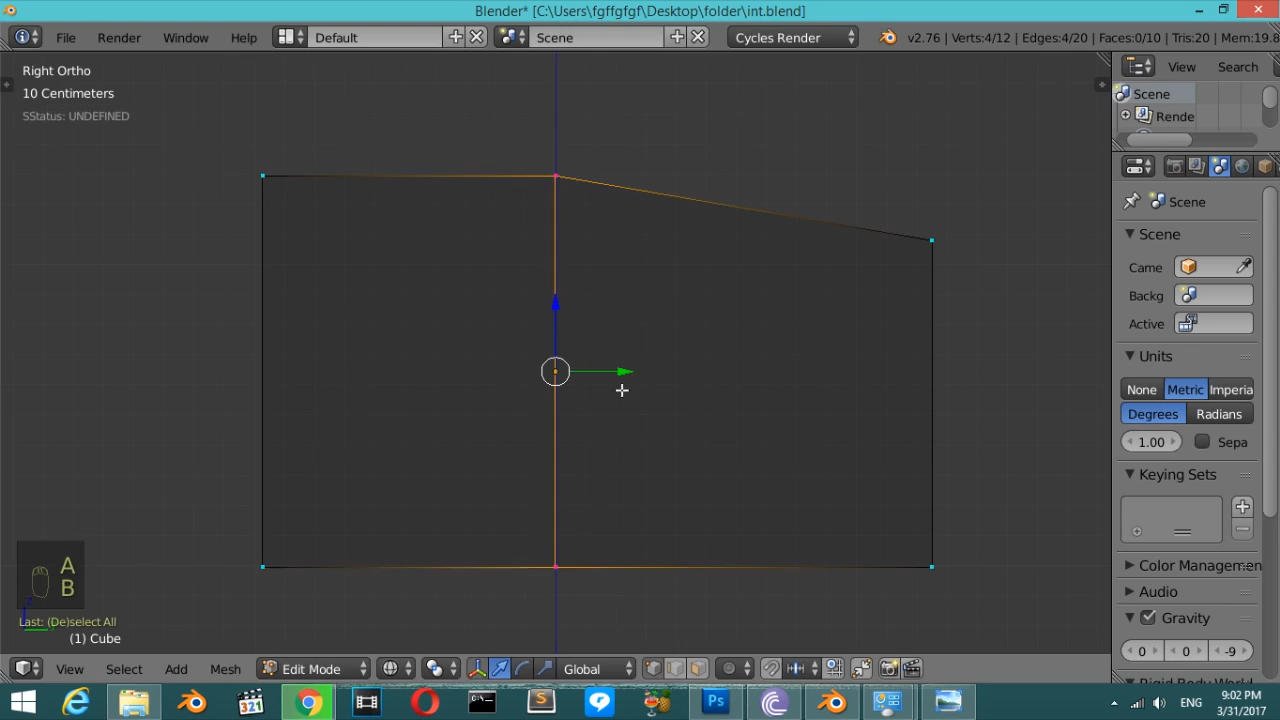 Blender* [C:\Users\fgffgfgf\Desktop\folder\int.blend]
File Render Window Help Default Scene Cycles Render v2.76 | Verts:4/12 | Edges:4/20 | Faces:0/10 | Tris:20 | Mem:19.8
Right Ortho
10 Centimeters
SStatus: UNDEFINED
View Search
Scene
Rende
Scene
Scene
Came
Backg
Active
Units
None Metric Imperia
Degrees Radians
1.00 Sepa
Keying Sets
Color Managemen
Audio
Gravity
0 0 -9
A
B
Last: (De)select All
(1) Cube
View Select Add Mesh Edit Mode Global
321 Ps
ENG
9:02 PM
3/31/2017